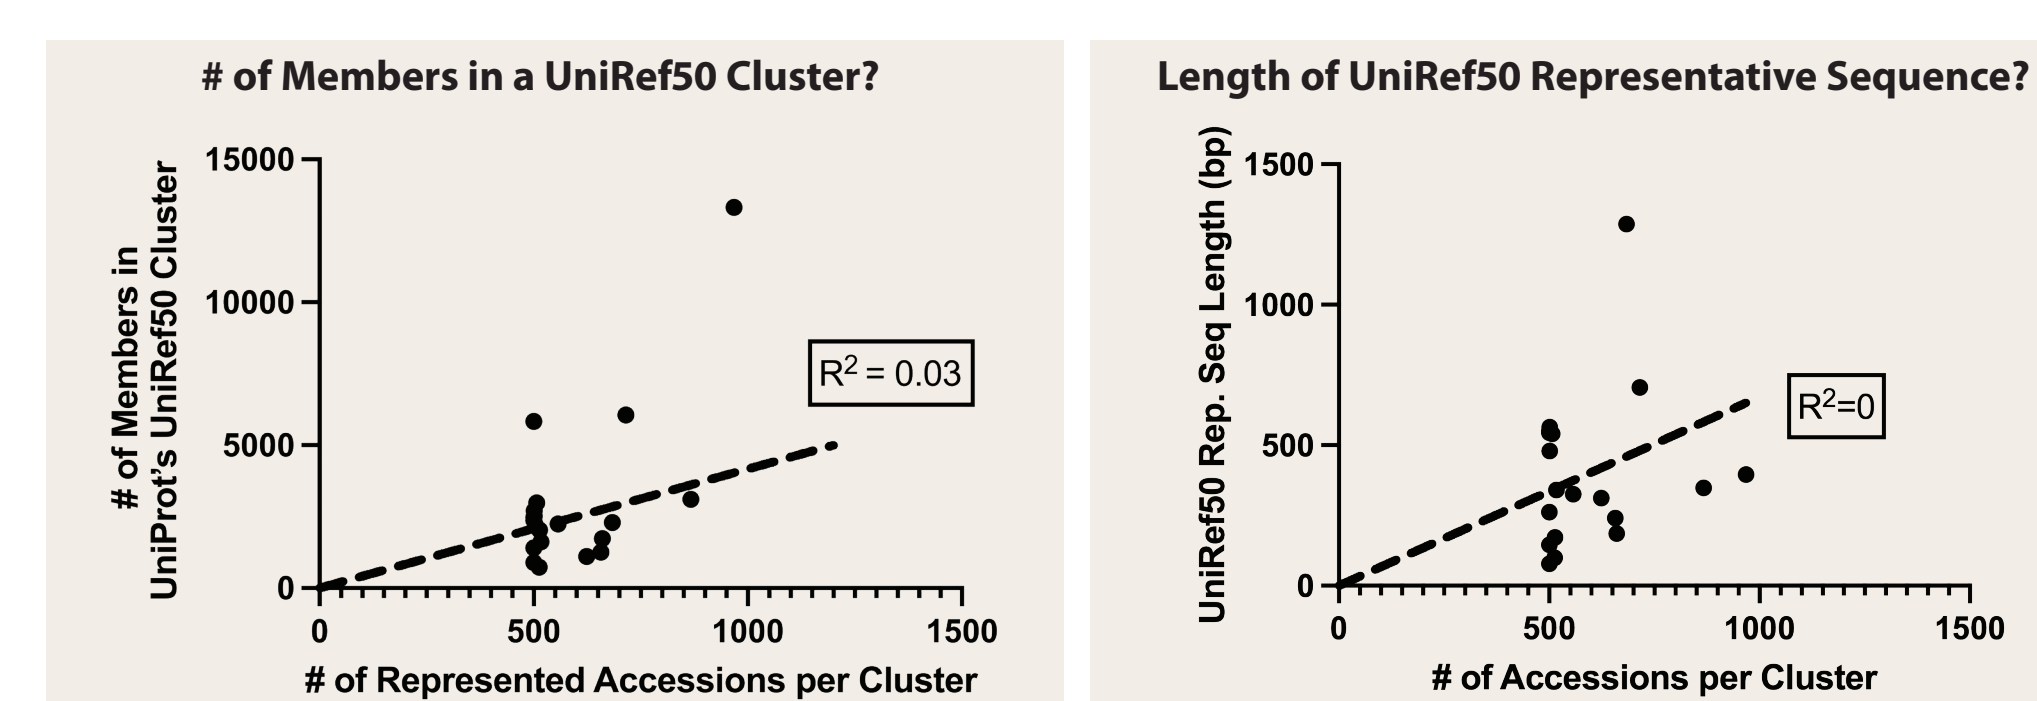 # of Members in a UniRef50 Cluster?
# of Members in
UniProt's UniRef50 Cluster
15000
10000
5000
0
R² = 0.03
0 500 1000 1500
# of Represented Accessions per Cluster
Length of UniRef50 Representative Sequence?
UniRef50 Rep. Seq Length (bp)
1500
1000
500
0
R²=0
0 500 1000 1500
# of Accessions per Cluster